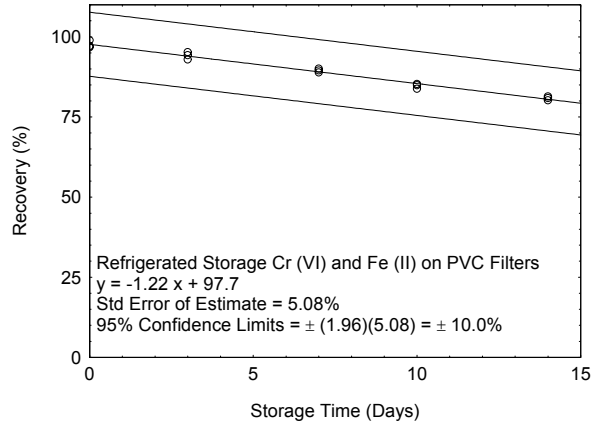 100
75
50
25
0
Recovery (%)
Refrigerated Storage Cr (VI) and Fe (II) on PVC Filters
y = -1.22 x + 97.7
Std Error of Estimate = 5.08%
95% Confidence Limits = ± (1.96)(5.08) = ± 10.0%
0 5 10 15
Storage Time (Days)